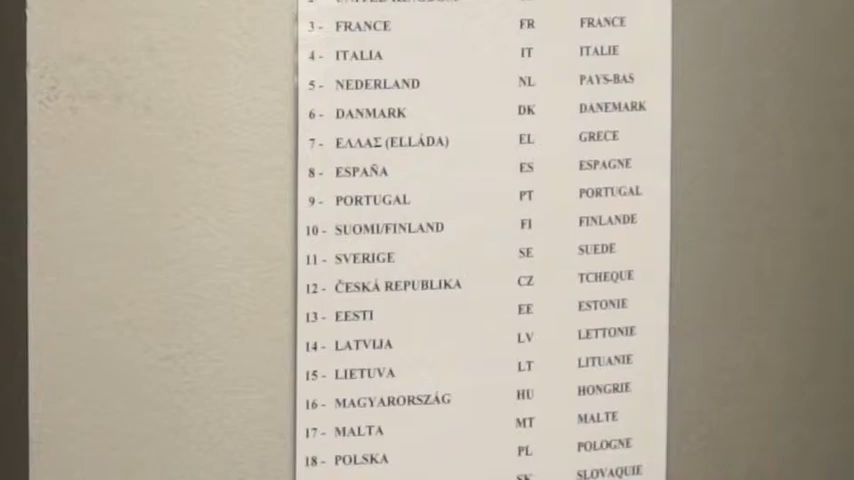 3 - FRANCE FR FRANCE
4 - ITALIA IT ITALIE
5 - NEDERLAND NL PAYS-BAS
6 - DANMARK DK DANEMARK
7 - ΕΛΛΑΣ (ELLÁDA) EL GRECE
8 - ESPAÑA ES ESPAGNE
9 - PORTUGAL PT PORTUGAL
10 - SUOMI/FINLAND FI FINLANDE
11 - SVERIGE SE SUEDE
12 - ČESKÁ REPUBLIKA CZ TCHEQUE
13 - EESTI EE ESTONIE
14 - LATVIJA LV LETTONIE
15 - LIETUVA LT LITUANIE
16 - MAGYARORSZÁG HU HONGRIE
17 - MALTA MT MALTE
18 - POLSKA PL POLOGNE
SK SLOVAQUIE